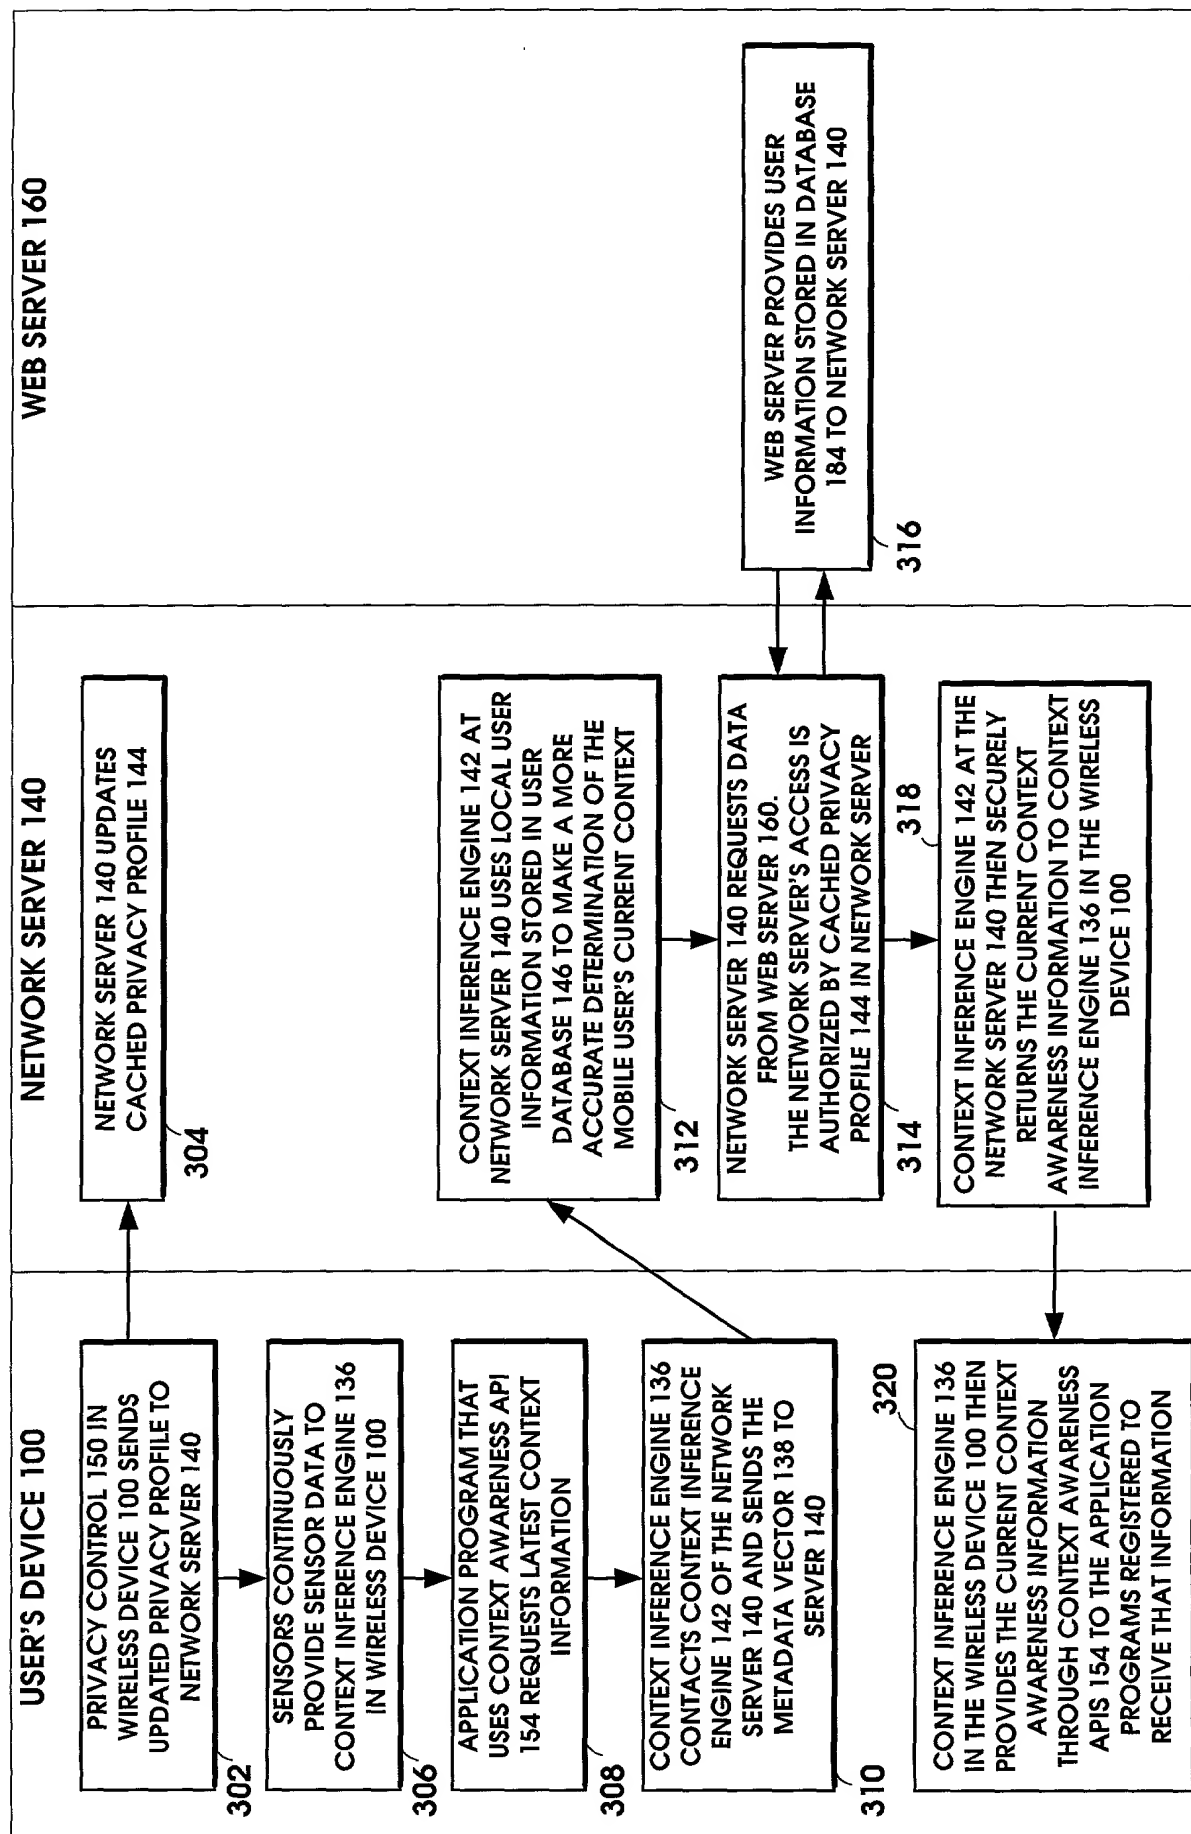 USER'S DEVICE 100
PRIVACY CONTROL 150 IN
WIRELESS DEVICE 100 SENDS
UPDATED PRIVACY PROFILE TO
NETWORK SERVER 140
302
SENSORS CONTINUOUSLY
PROVIDE SENSOR DATA TO
CONTEXT INFERENCE ENGINE 136
IN WIRELESS DEVICE 100
306
APPLICATION PROGRAM THAT
USES CONTEXT AWARENESS API
154 REQUESTS LATEST CONTEXT
INFORMATION
308
CONTEXT INFERENCE ENGINE 136
CONTACTS CONTEXT INFERENCE
ENGINE 142 OF THE NETWORK
SERVER 140 AND SENDS THE
METADATA VECTOR 138 TO
SERVER 140
310
320
CONTEXT INFERENCE ENGINE 136
IN THE WIRELESS DEVICE 100 THEN
PROVIDES THE CURRENT CONTEXT
AWARENESS INFORMATION
THROUGH CONTEXT AWARENESS
APIS 154 TO THE APPLICATION
PROGRAMS REGISTERED TO
RECEIVE THAT INFORMATION
NETWORK SERVER 140
NETWORK SERVER 140 UPDATES
CACHED PRIVACY PROFILE 144
304
CONTEXT INFERENCE ENGINE 142 AT
NETWORK SERVER 140 USES LOCAL USER
INFORMATION STORED IN USER
DATABASE 146 TO MAKE A MORE
ACCURATE DETERMINATION OF THE
MOBILE USER'S CURRENT CONTEXT
312
NETWORK SERVER 140 REQUESTS DATA
FROM WEB SERVER 160.
THE NETWORK SERVER'S ACCESS IS
AUTHORIZED BY CACHED PRIVACY
PROFILE 144 IN NETWORK SERVER
314
318
CONTEXT INFERENCE ENGINE 142 AT THE
NETWORK SERVER 140 THEN SECURELY
RETURNS THE CURRENT CONTEXT
AWARENESS INFORMATION TO CONTEXT
INFERENCE ENGINE 136 IN THE WIRELESS
DEVICE 100
WEB SERVER 160
WEB SERVER PROVIDES USER
INFORMATION STORED IN DATABASE
184 TO NETWORK SERVER 140
316